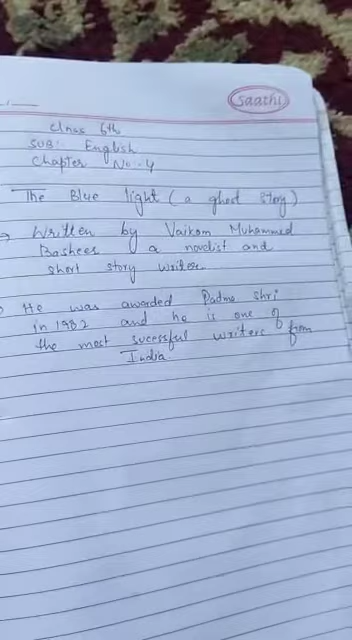 Saathi
Class 6th
SUB: English
Chapter No. 4
The Blue light (a ghost story)
→ Written by Vaikom Muhammed
Basheer a novelist and
short story writer.
He was awarded Padma shri
in 1982 and he is one of
the most sucessful writers from
India